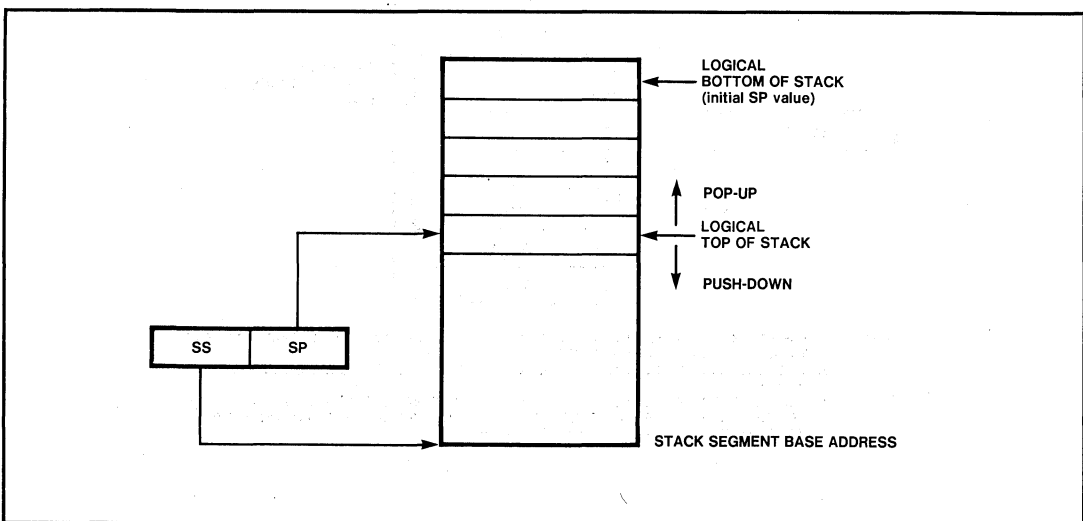 LOGICAL
BOTTOM OF STACK
(initial SP value)
POP-UP
LOGICAL
TOP OF STACK
PUSH-DOWN
SS SP
STACK SEGMENT BASE ADDRESS